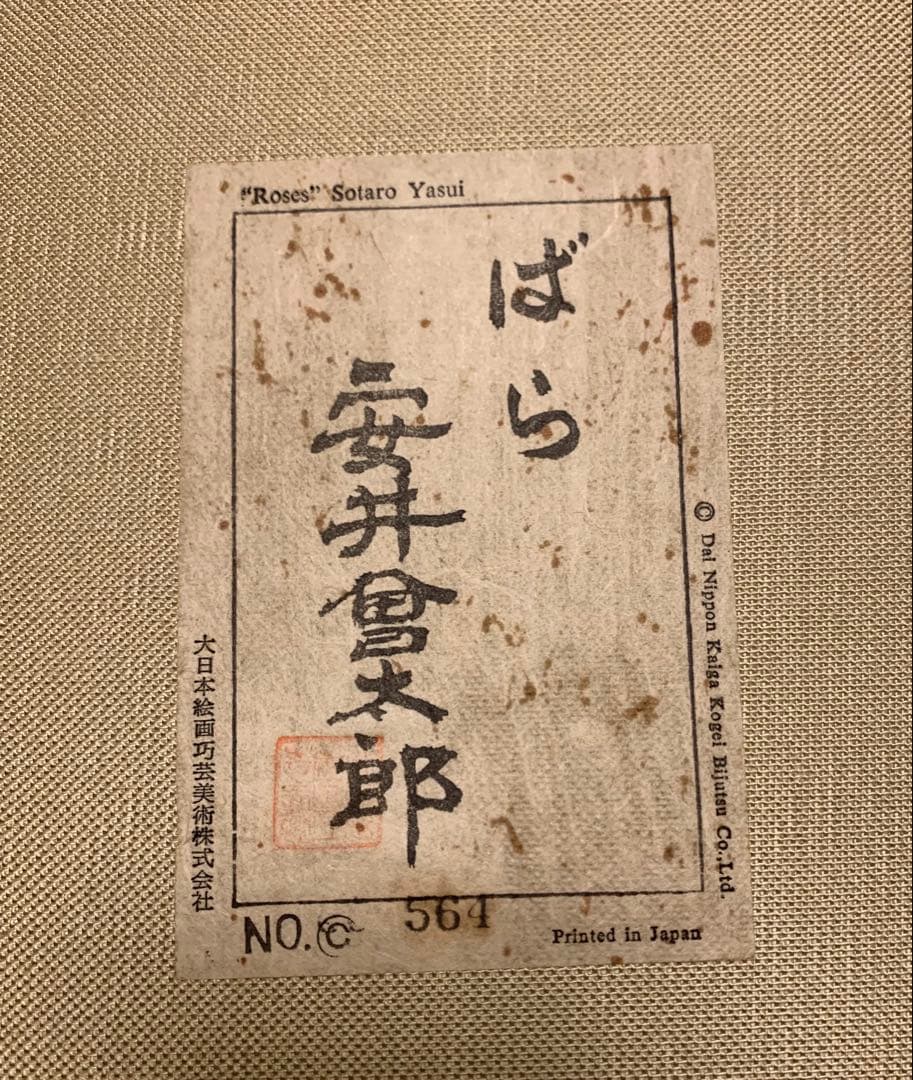 "Roses" Sotaro Yasui
ばら
安井曾太郎
© Dai Nippon Kaiga Kogei Bijutsu Co., Ltd.
大日本絵画巧芸美術株式会社
NO. © 564
Printed in Japan